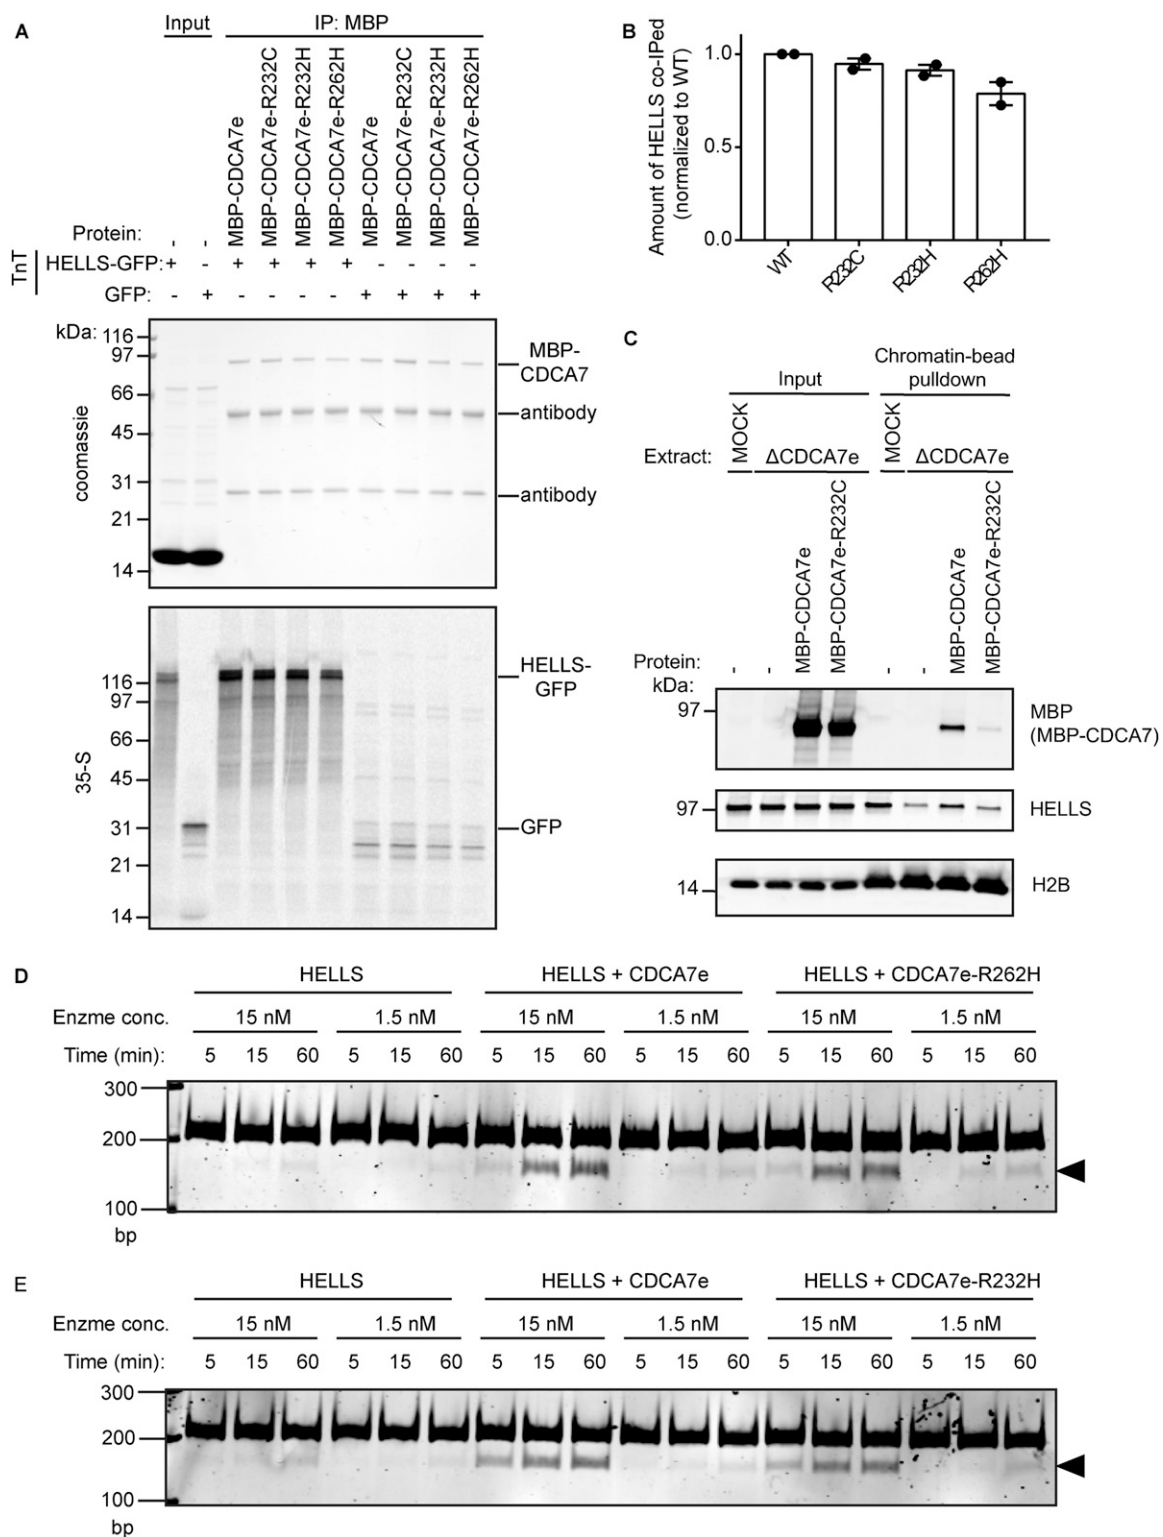 A
Input
IP: MBP
Protein:
-
-
MBP-CDCA7e
MBP-CDCA7e-R232C
MBP-CDCA7e-R232H
MBP-CDCA7e-R262H
MBP-CDCA7e
MBP-CDCA7e-R232C
MBP-CDCA7e-R232H
MBP-CDCA7e-R262H
TnT
HELLS-GFP: + - + + + + - - - -
GFP: - + - - - - + + + +
kDa:
116
97
66
45
31
21
14
coomassie
MBP-
CDCA7
antibody
antibody
116
97
66
45
31
21
14
35-S
HELLS-
GFP
GFP
B
Amount of HELLS co-IPed
(normalized to WT)
1.0
0.5
0.0
WT
R232C
R232H
R262H
C
Input
Chromatin-bead
pulldown
Extract:
MOCK
ΔCDCA7e
MOCK
ΔCDCA7e
Protein:
-
-
MBP-CDCA7e
MBP-CDCA7e-R232C
-
-
MBP-CDCA7e
MBP-CDCA7e-R232C
kDa:
97
MBP
(MBP-CDCA7)
97
HELLS
14
H2B
D
HELLS
HELLS + CDCA7e
HELLS + CDCA7e-R262H
Enzme conc.
15 nM
1.5 nM
15 nM
1.5 nM
15 nM
1.5 nM
Time (min):
5 15 60 5 15 60 5 15 60 5 15 60 5 15 60 5 15 60
300
200
100
bp
E
HELLS
HELLS + CDCA7e
HELLS + CDCA7e-R232H
Enzme conc.
15 nM
1.5 nM
15 nM
1.5 nM
15 nM
1.5 nM
Time (min):
5 15 60 5 15 60 5 15 60 5 15 60 5 15 60 5 15 60
300
200
100
bp